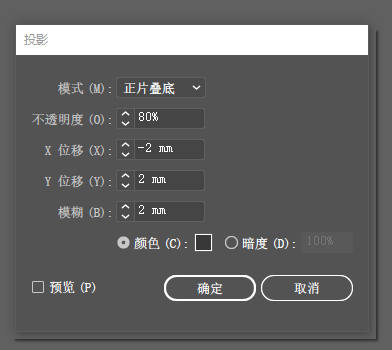 投影
模式 (M): 正片叠底
不透明度 (O): 80%
X 位移 (X): -2 mm
Y 位移 (Y): 2 mm
模糊 (B): 2 mm
颜色 (C): 暗度 (D): 100%
预览 (P) 确定 取消